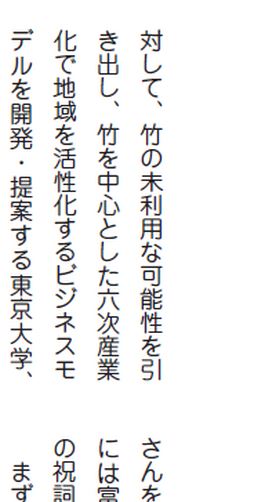 対して、竹の未利用な可能性を引
き出し、竹を中心とした六次産業
化で地域を活性化するビジネスモ
デルを開発・提案する東京大学、
さんを
には富
の祝詞
まず